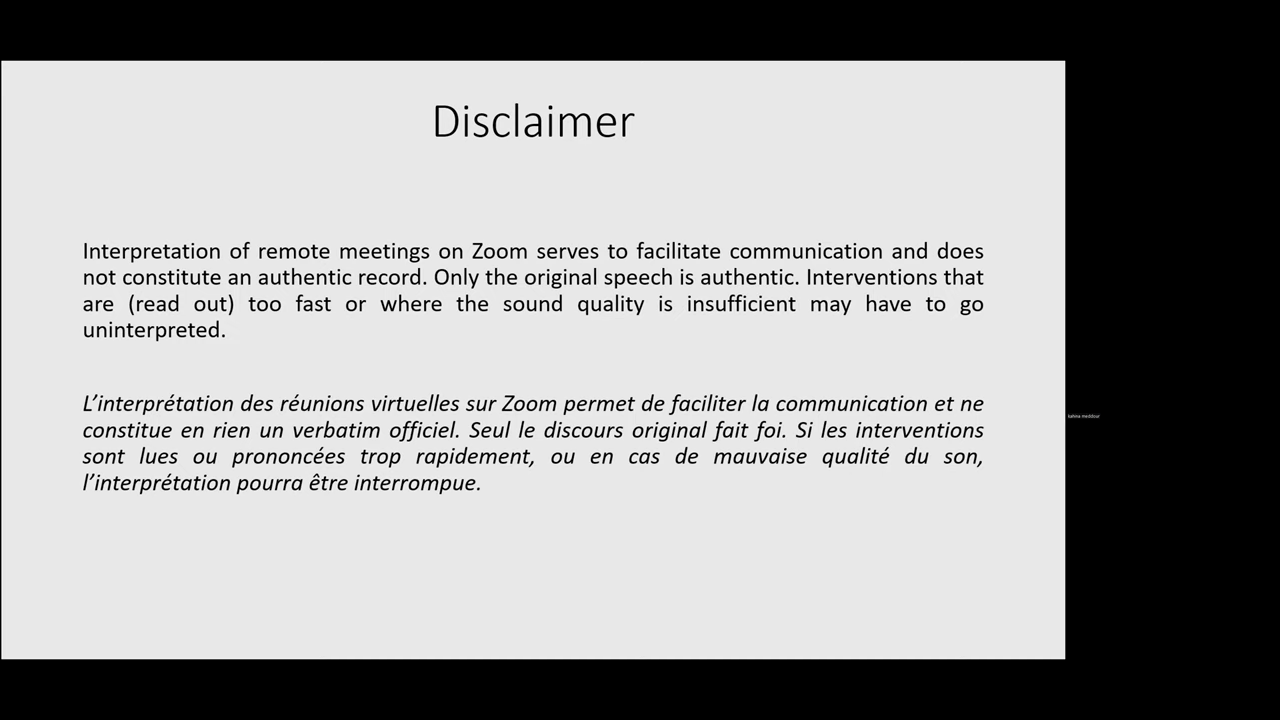 Disclaimer
Interpretation of remote meetings on Zoom serves to facilitate communication and does
not constitute an authentic record. Only the original speech is authentic. Interventions that
are (read out) too fast or where the sound quality is insufficient may have to go
uninterpreted.
L’interprétation des réunions virtuelles sur Zoom permet de faciliter la communication et ne
constitue en rien un verbatim officiel. Seul le discours original fait foi. Si les interventions
sont lues ou prononcées trop rapidement, ou en cas de mauvaise qualité du son,
l’interprétation pourra être interrompue.
kahina meddour